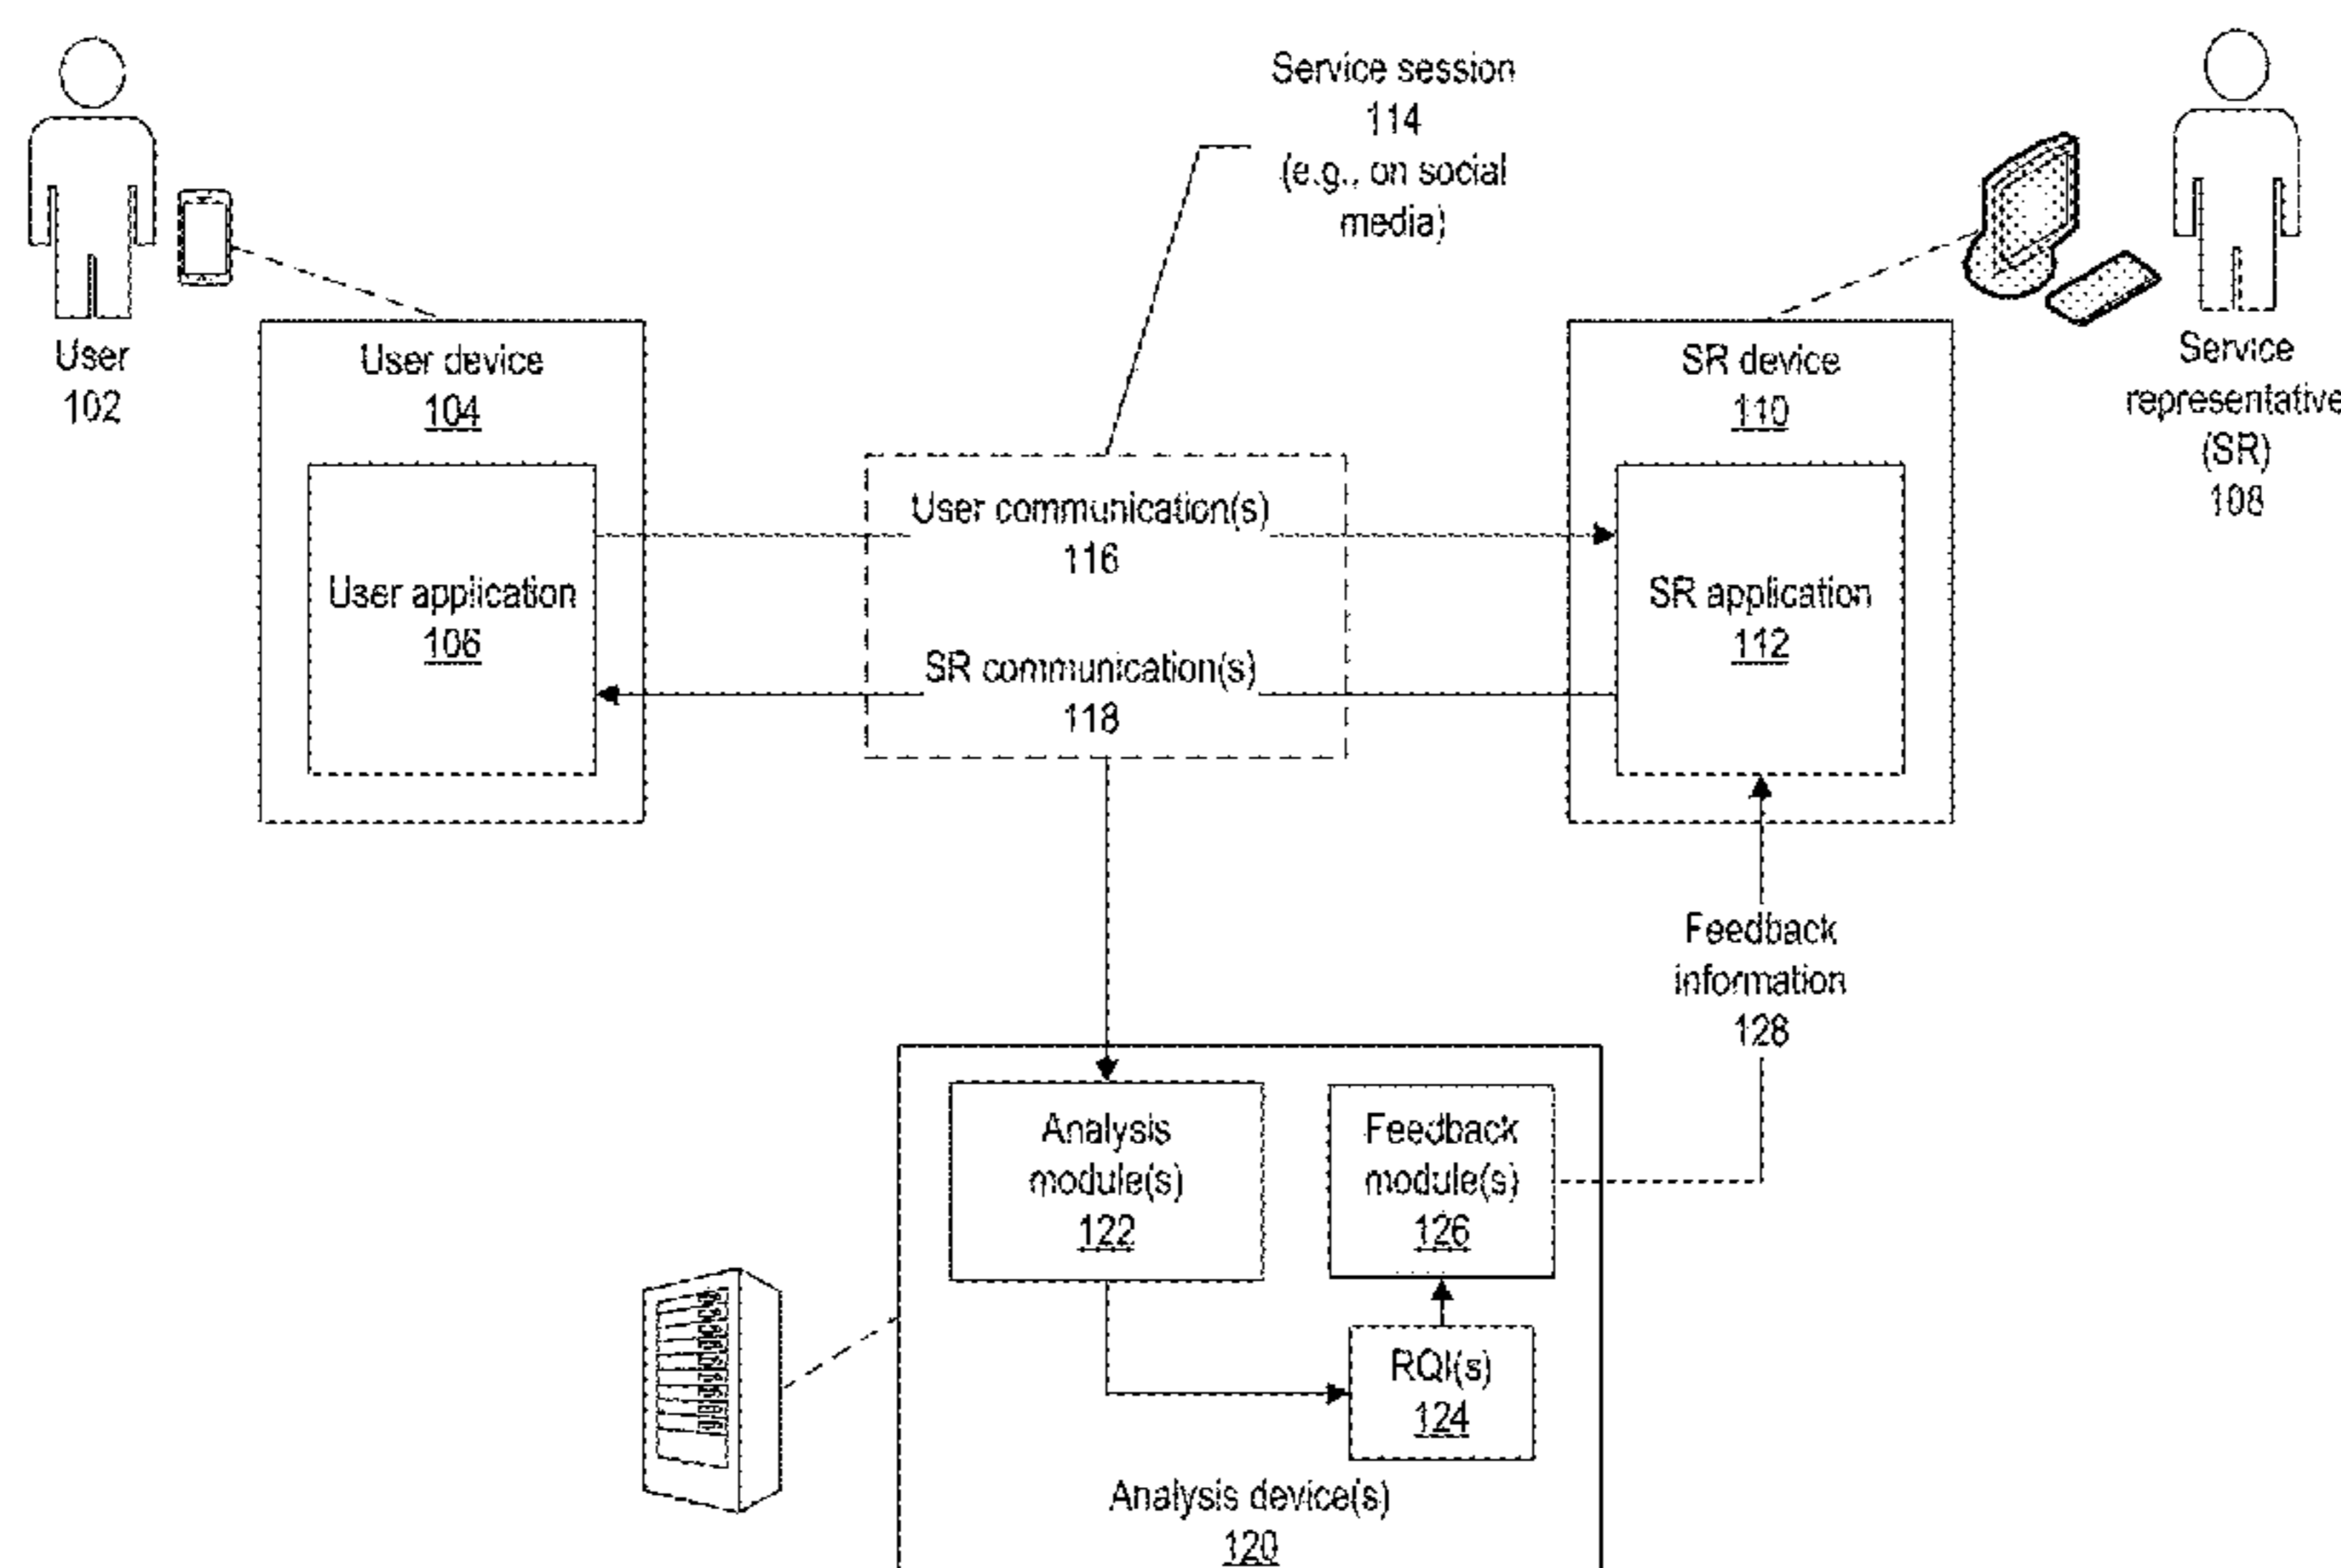 Service session
114
(e.g., on social
media)
User
102
User device
104
User application
106
User communication(s)
116
SR communication(s)
118
SR device
110
SR application
112
Service
representative
(SR)
108
Feedback
information
128
Analysis
module(s)
122
Feedback
module(s)
126
RQI(s)
124
Analysis device(s)
120